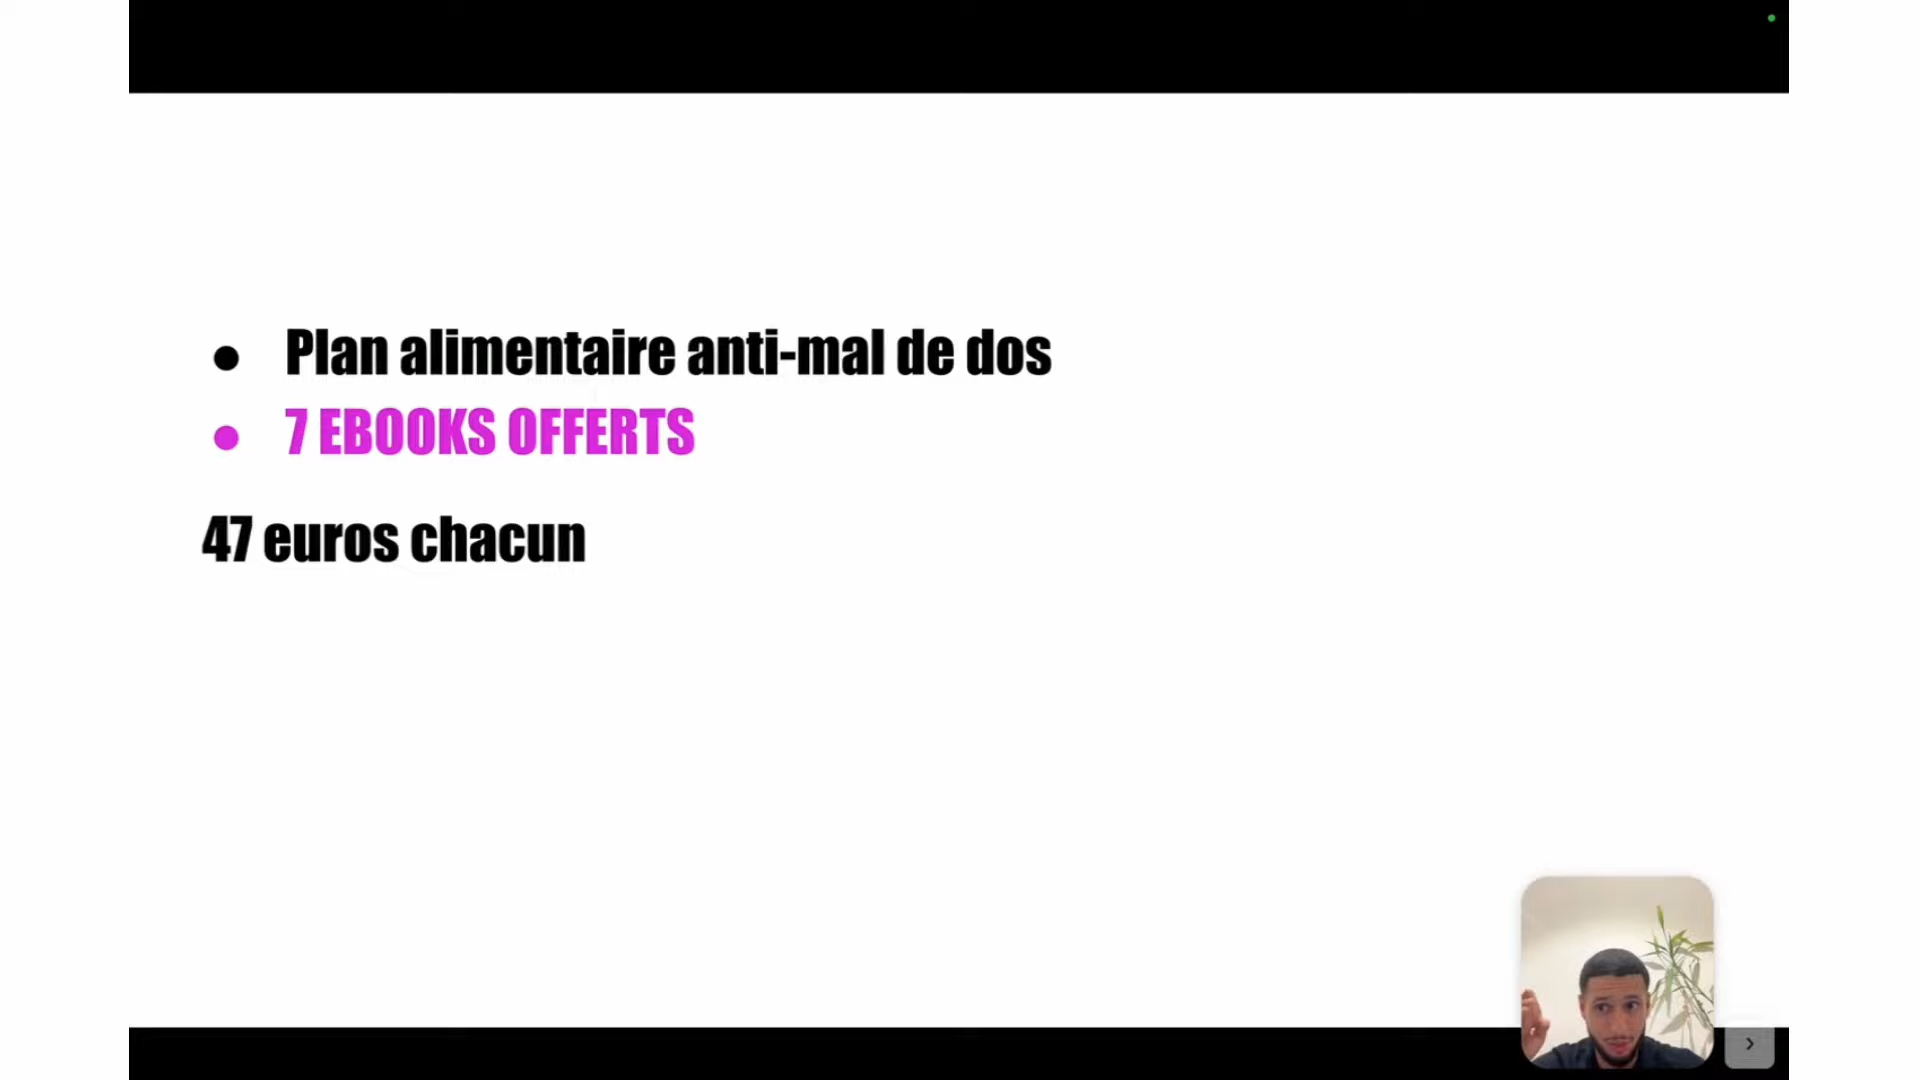 ● Plan alimentaire anti-mal de dos
● 7 EBOOKS OFFERTS
47 euros chacun